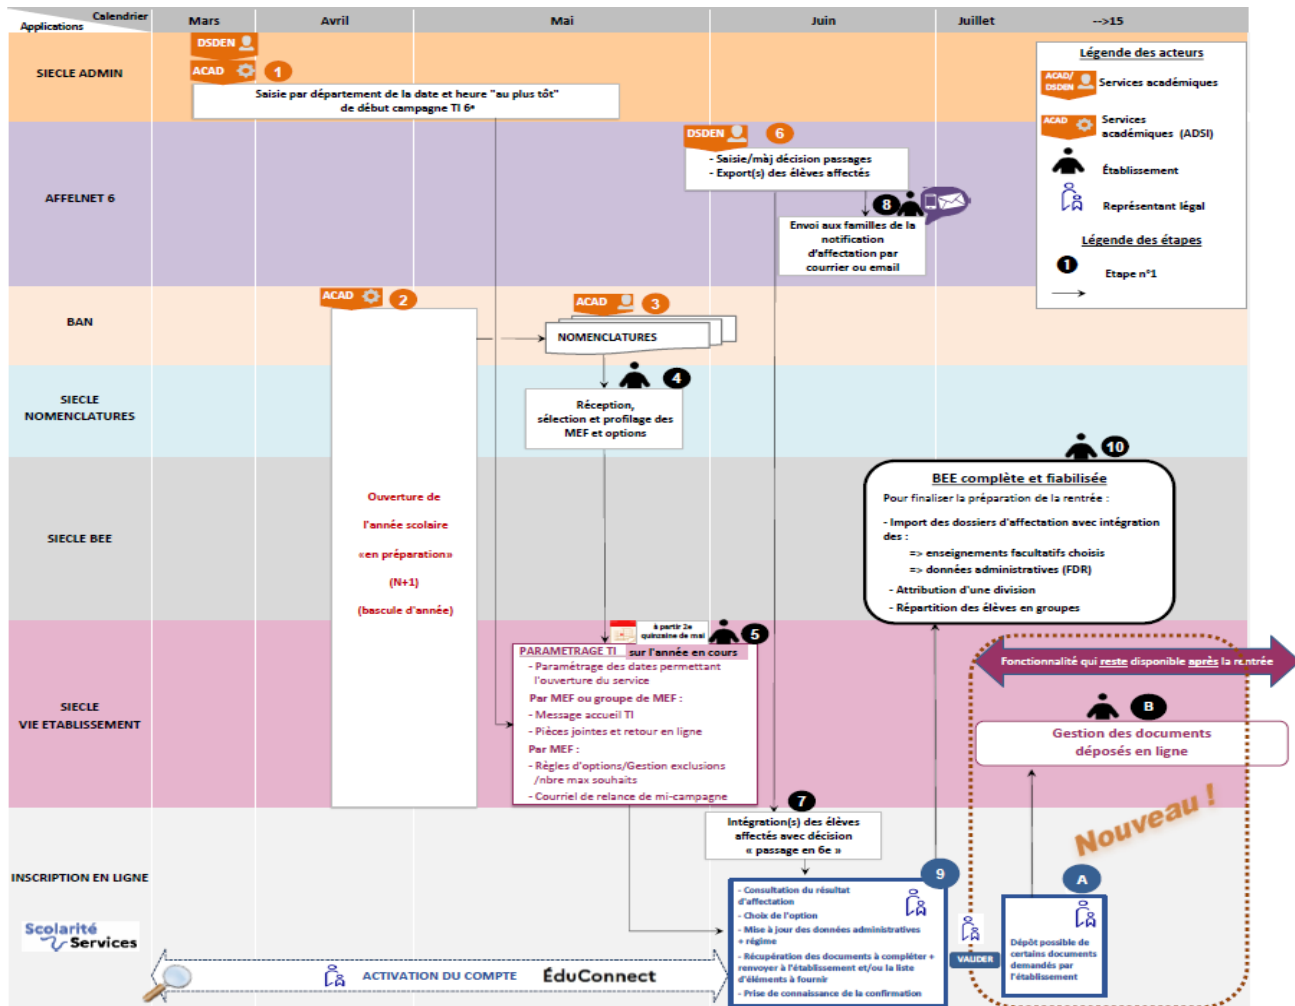 Calendrier
Applications
Mars
Avril
Mai
Juin
Juillet
-->15
SIECLE ADMIN
DSDEN
ACAD
1
Saisie par département de la date et heure "au plus tôt"
de début campagne TI 6e
Légende des acteurs
ACAD/
DSDEN
Services académiques
ACAD
Services
académiques (ADSI)
Établissement
Représentant légal
Légende des étapes
1
Etape n°1
AFFELNET 6
DSDEN
6
- Saisie/màj décision passages
- Export(s) des élèves affectés
8
Envoi aux familles de la
notification
d'affectation par
courrier ou email
BAN
ACAD
2
ACAD
3
NOMENCLATURES
SIECLE
NOMENCLATURES
4
Réception,
sélection et profilage des
MEF et options
SIECLE BEE
Ouverture de
l'année scolaire
«en préparation»
(N+1)
(bascule d'année)
10
BEE complète et fiabilisée
Pour finaliser la préparation de la rentrée :
- Import des dossiers d'affectation avec intégration
des :
=> enseignements facultatifs choisis
=> données administratives (FDR)
- Attribution d'une division
- Répartition des élèves en groupes
SIECLE
VIE ETABLISSEMENT
à partir 2e
quinzaine de mai
5
PARAMETRAGE TI sur l'année en cours
- Paramétrage des dates permettant
l'ouverture du service
Par MEF ou groupe de MEF :
- Message accueil TI
- Pièces jointes et retour en ligne
Par MEF :
- Règles d'options/Gestion exclusions
/nbre max souhaits
- Courriel de relance de mi-campagne
Fonctionnalité qui reste disponible après la rentrée
B
Gestion des documents
déposés en ligne
Nouveau !
INSCRIPTION EN LIGNE
Scolarité
Services
7
Intégration(s) des élèves
affectés avec décision
« passage en 6e »
9
- Consultation du résultat
d'affectation
- Choix de l'option
- Mise à jour des données administratives
+ régime
- Récupération des documents à compléter +
renvoyer à l'établissement et/ou la liste
d'éléments à fournir
- Prise de connaissance de la confirmation
VALIDER
A
Dépôt possible de
certains documents
demandés par
l'établissement
ACTIVATION DU COMPTE ÉduConnect